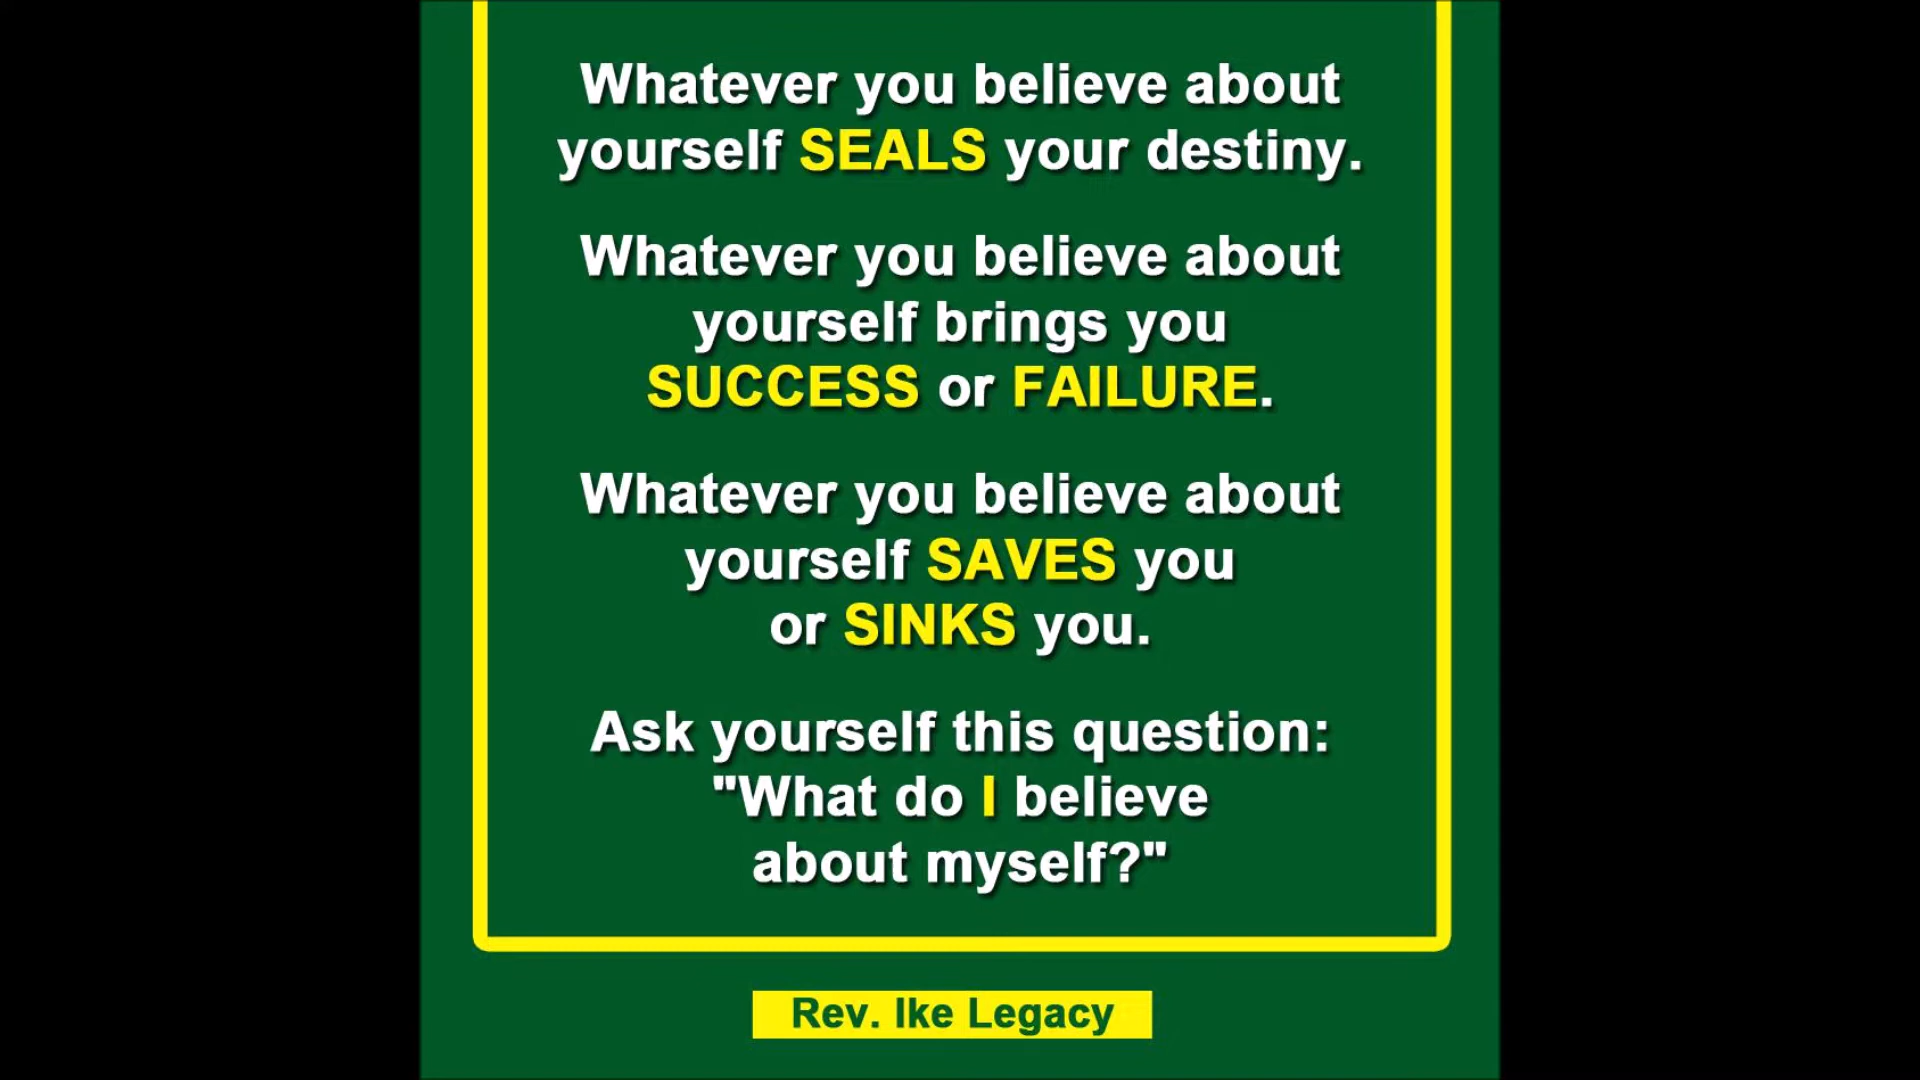 Whatever you believe about
yourself SEALS your destiny.
Whatever you believe about
yourself brings you
SUCCESS or FAILURE.
Whatever you believe about
yourself SAVES you
or SINKS you.
Ask yourself this question:
"What do I believe
about myself?"
Rev. Ike Legacy